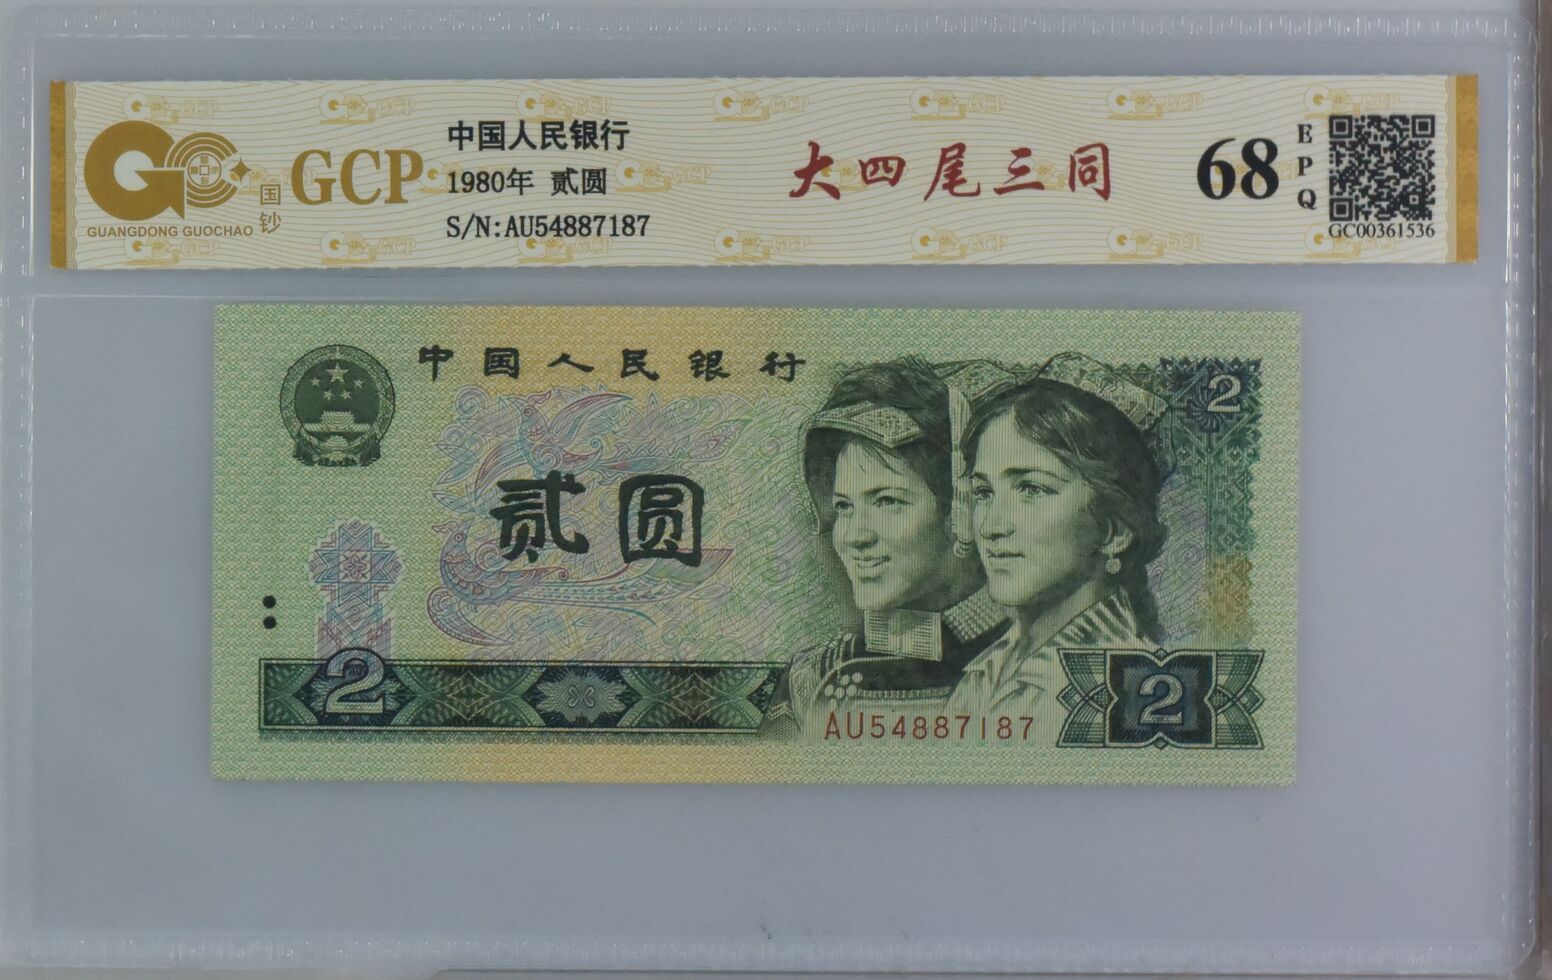 GCP
国钞
GUANGDONG GUOCHAO
中国人民银行
1980年 贰圆
S/N:AU54887187
大四尾三同
68
EPQ
GC00361536
中国人民银行
2
贰圆
2
2
AU54887187